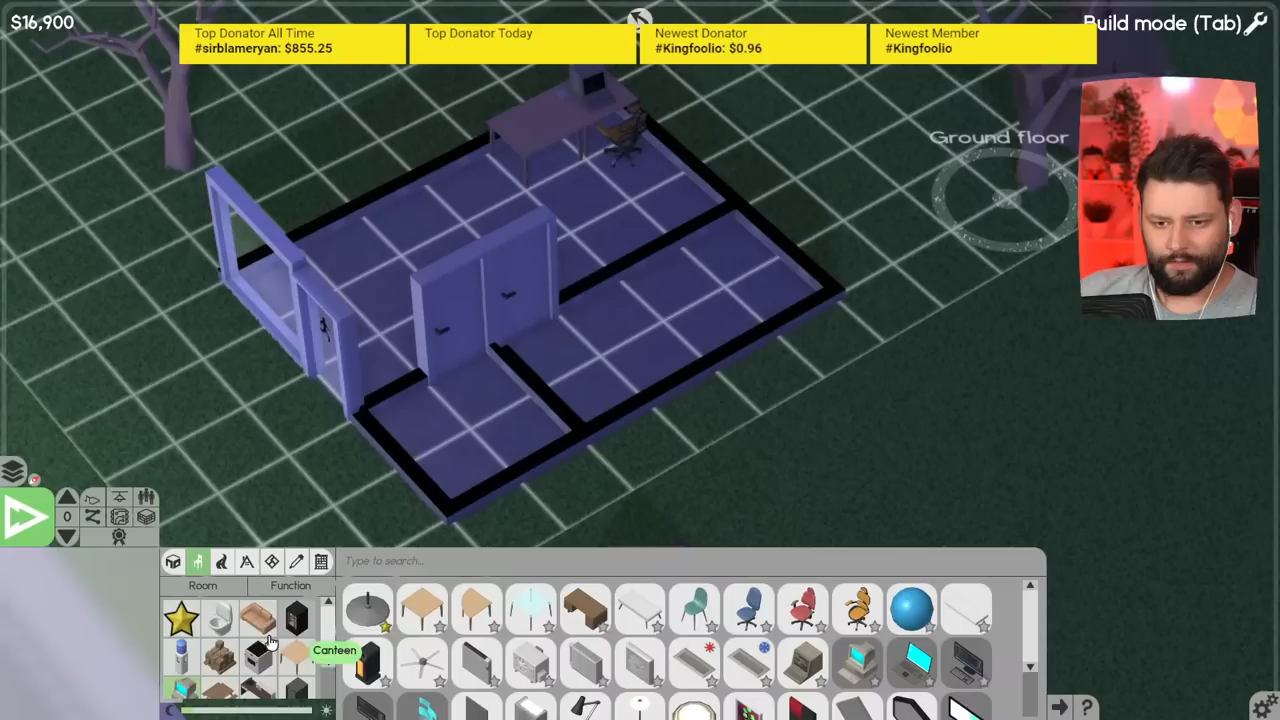 $16,900
Build mode (Tab)
Top Donator All Time
#sirblameryan: $855.25
Top Donator Today
Newest Donator
#Kingfoolio: $0.96
Newest Member
#Kingfoolio
Ground floor
0
Type to search...
Room
Function
Canteen
?